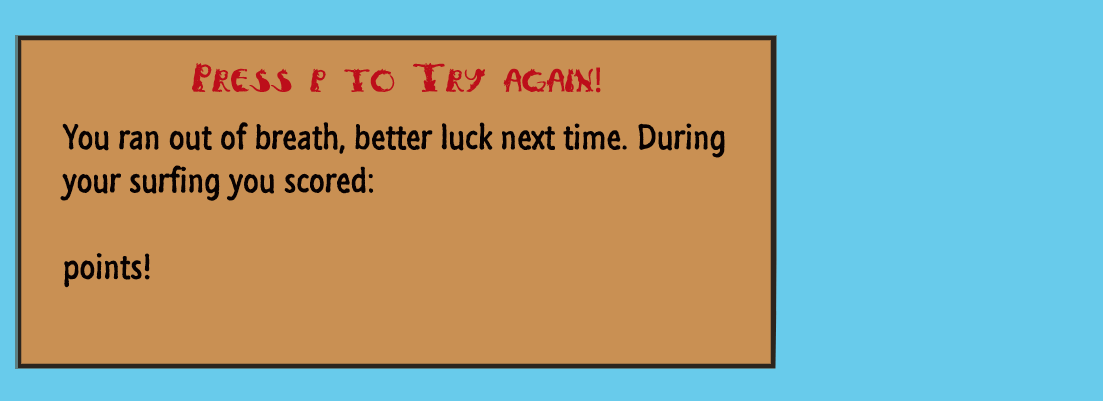 Press p to Try again!
You ran out of breath, better luck next time. During
your surfing you scored:
points!